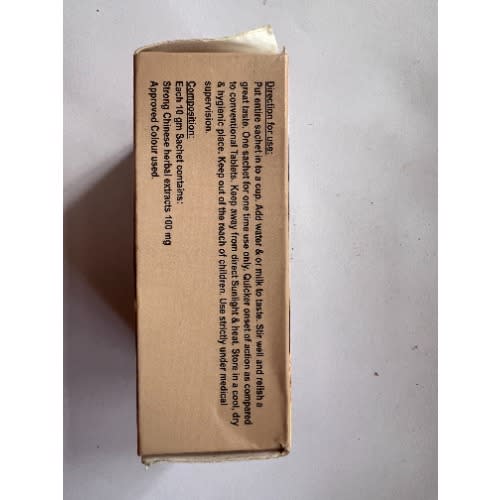 Direction for use:
Put entire sachet in to a cup. Add water & or milk to taste. Stir well and relish a
great taste. One sachet for one time use only. Quicker onset of action as compared
to conventional Tablets. Keep away from direct Sunlight & heat. Store in a cool, dry
& hygienic place. Keep out of the reach of children. Use strictly under medical
supervision.
Composition:
Each 10 gm Sachet contains:
Strong Chinese herbal extracts 100 mg
Approved Colour used.